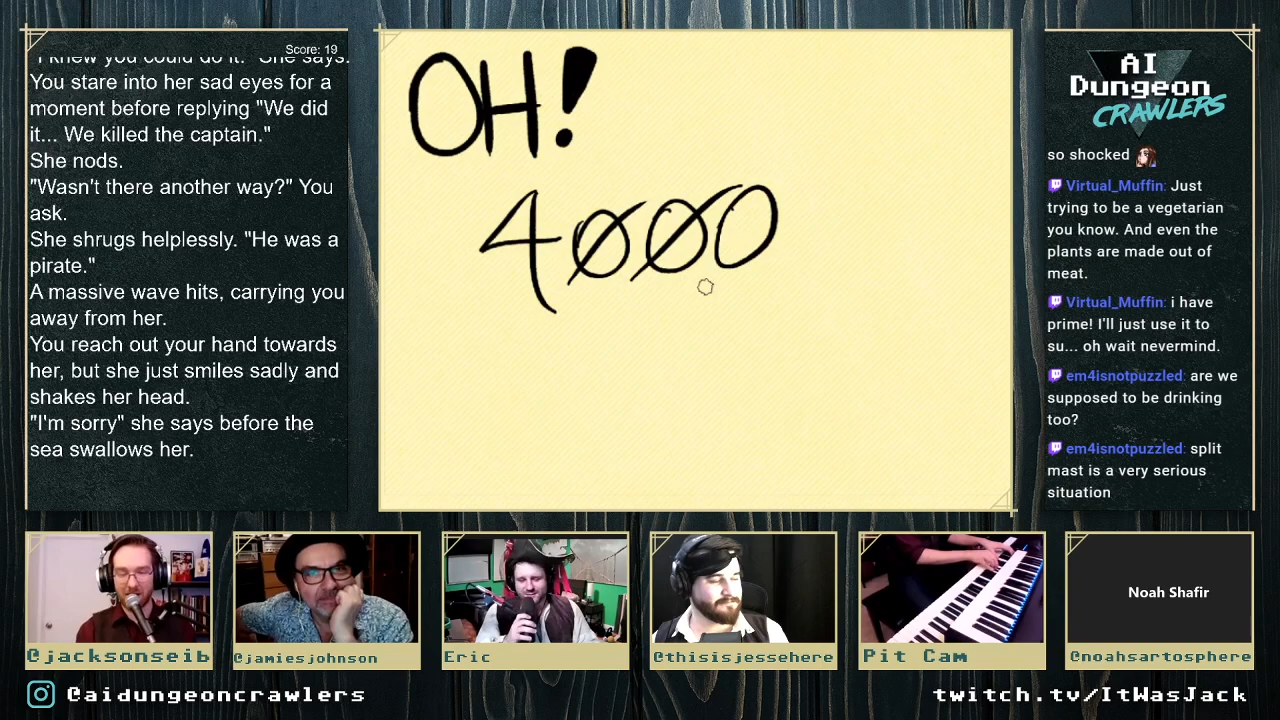 Score: 19
"I knew you could do it." She says.
You stare into her sad eyes for a
moment before replying "We did
it... We killed the captain."
She nods.
"Wasn't there another way?" You
ask.
She shrugs helplessly. "He was a
pirate."
A massive wave hits, carrying you
away from her.
You reach out your hand towards
her, but she just smiles sadly and
shakes her head.
"I'm sorry" she says before the
sea swallows her.
OH!
4000
AI
Dungeon
CRAWLERS
so shocked
Virtual_Muffin: Just
trying to be a vegetarian
you know. And even the
plants are made out of
meat.
Virtual_Muffin: i have
prime! I'll just use it to
su... oh wait nevermind.
em4isnotpuzzled: are we
supposed to be drinking
too?
em4isnotpuzzled: split
mast is a very serious
situation
Noah Shafir
@jacksonseib
@jamiesjohnson
Eric
@thisisjessehere
Pit Cam
@noahsartosphere
@aidungeoncrawlers
twitch.tv/ItWasJack